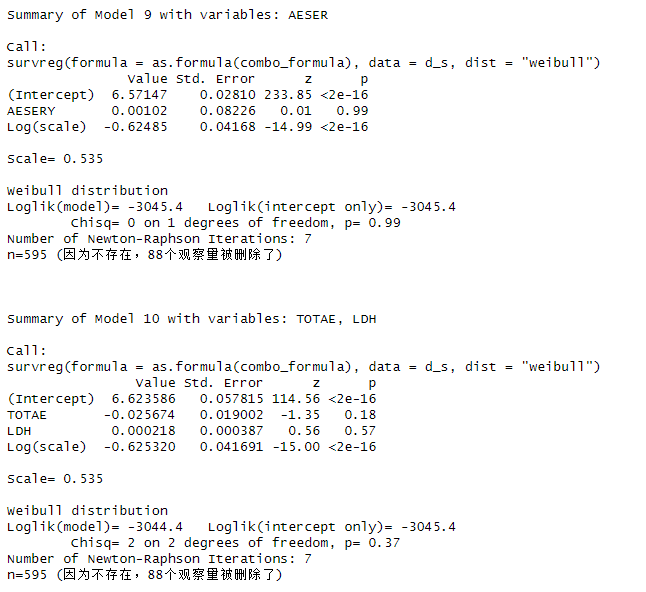 Summary of Model 9 with variables: AESER
Call:
survreg(formula = as.formula(combo_formula), data = d_s, dist = "weibull")
Value Std. Error z p
(Intercept) 6.57147 0.02810 233.85 <2e-16
AESERY 0.00102 0.08226 0.01 0.99
Log(scale) -0.62485 0.04168 -14.99 <2e-16
Scale= 0.535
Weibull distribution
Loglik(model)= -3045.4 Loglik(intercept only)= -3045.4
Chisq= 0 on 1 degrees of freedom, p= 0.99
Number of Newton-Raphson Iterations: 7
n=595 (因为不存在，88个观察量被删除了)
Summary of Model 10 with variables: TOTAE, LDH
Call:
survreg(formula = as.formula(combo_formula), data = d_s, dist = "weibull")
Value Std. Error z p
(Intercept) 6.623586 0.057815 114.56 <2e-16
TOTAE -0.025674 0.019002 -1.35 0.18
LDH 0.000218 0.000387 0.56 0.57
Log(scale) -0.625320 0.041691 -15.00 <2e-16
Scale= 0.535
Weibull distribution
Loglik(model)= -3044.4 Loglik(intercept only)= -3045.4
Chisq= 2 on 2 degrees of freedom, p= 0.37
Number of Newton-Raphson Iterations: 7
n=595 (因为不存在，88个观察量被删除了)